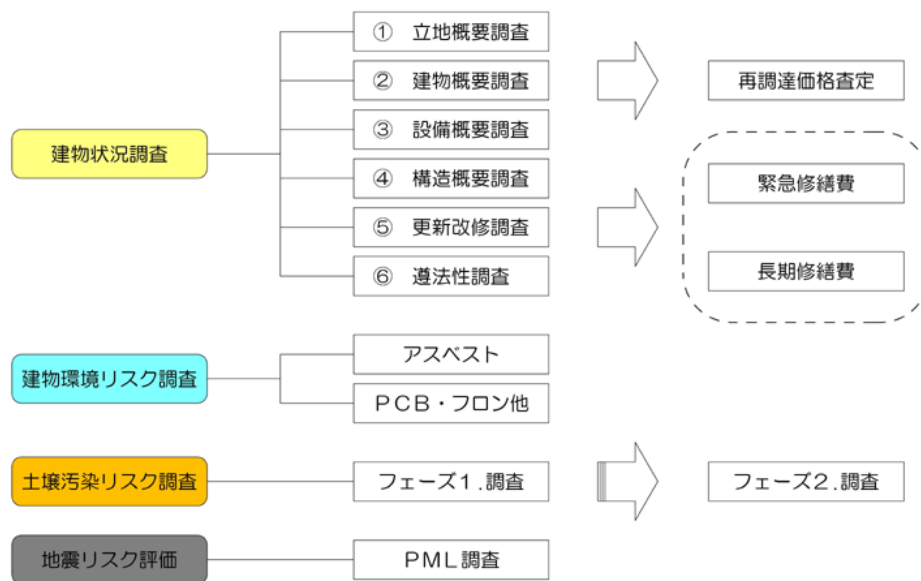 ① 立地概要調査
② 建物概要調査
再調達価格査定
③ 設備概要調査
建物状況調査
④ 構造概要調査
緊急修繕費
⑤ 更新改修調査
⑥ 遵法性調査
長期修繕費
アスベスト
建物環境リスク調査
PCB・フロン他
土壌汚染リスク調査
フェーズ1.調査
フェーズ2.調査
地震リスク評価
PML調査